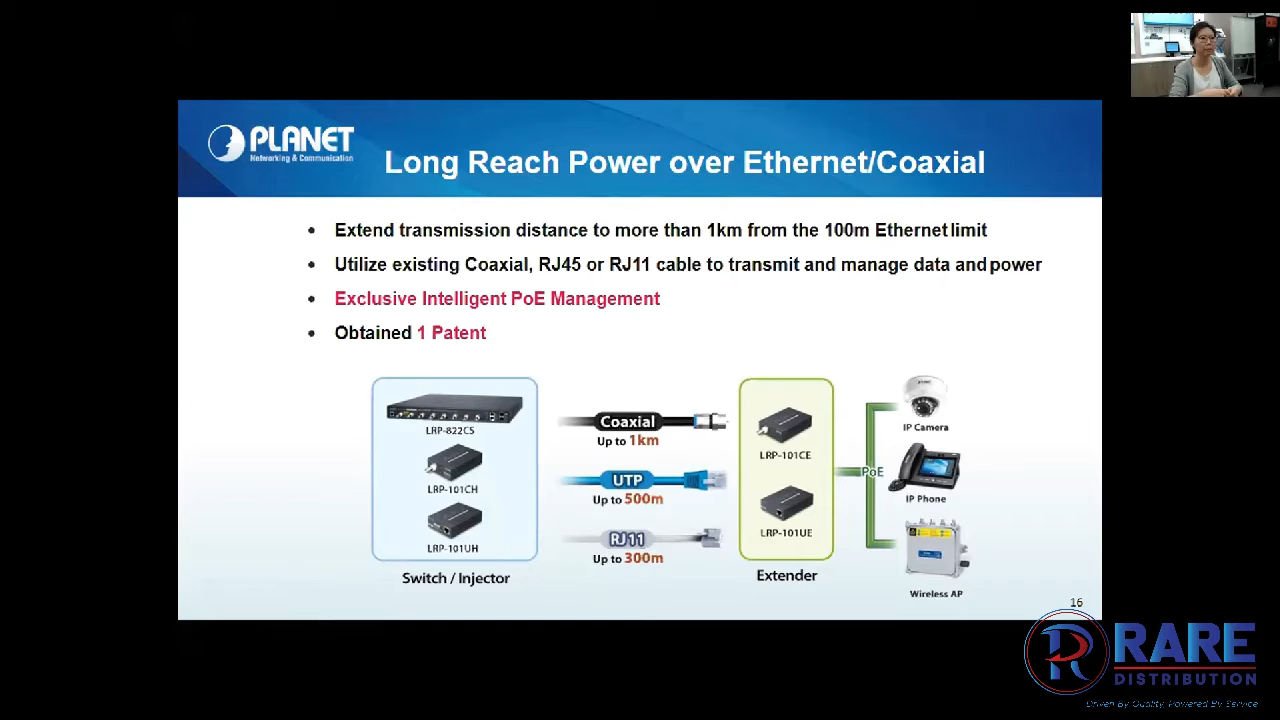 PLANET
Networking & Communication
Long Reach Power over Ethernet/Coaxial
• Extend transmission distance to more than 1km from the 100m Ethernet limit
• Utilize existing Coaxial, RJ45 or RJ11 cable to transmit and manage data and power
• Exclusive Intelligent PoE Management
• Obtained 1 Patent
LRP-822CS
LRP-101CH
LRP-101UH
Switch / Injector
Coaxial
Up to 1km
UTP
Up to 500m
RJ11
Up to 300m
LRP-101CE
LRP-101UE
Extender
PoE
IP Camera
IP Phone
Wireless AP
16
RARE
DISTRIBUTION
Driven By Quality, Powered By Service